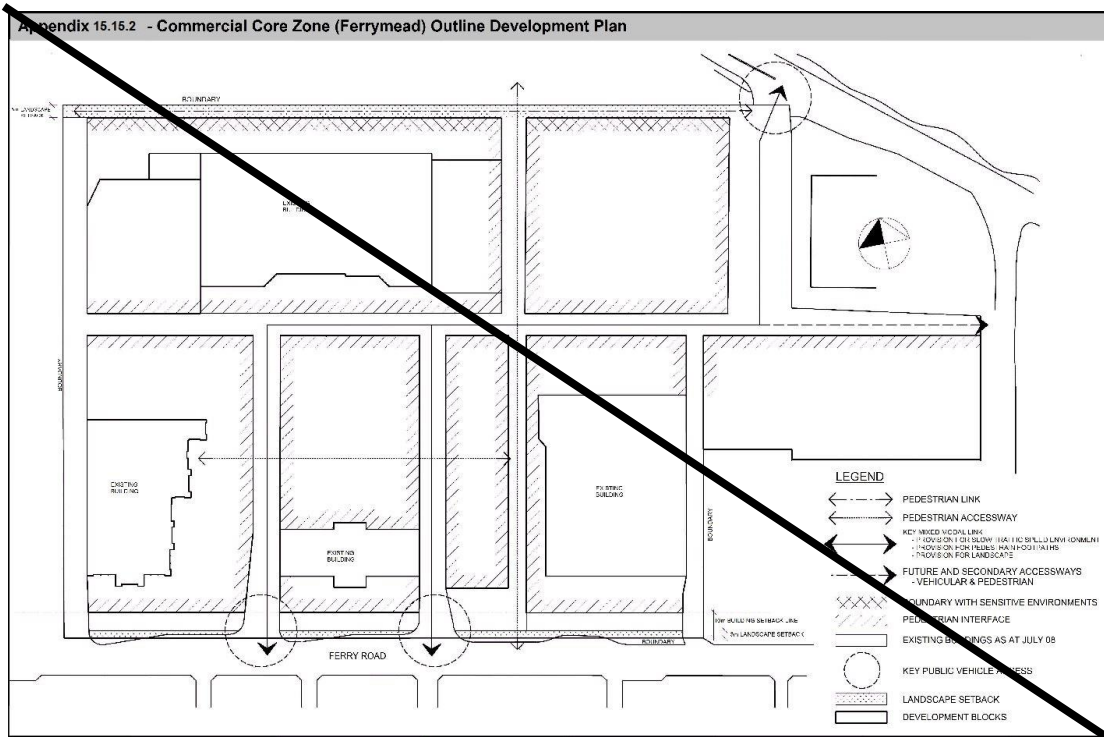 Appendix 15.15.2 - Commercial Core Zone (Ferrymead) Outline Development Plan
BOUNDARY
LANDSCAPE
EXISTING
BUILDING
BOUNDARY
EXISTING
BUILDING
EXISTING
BUILDING
EXISTING
BUILDING
BOUNDARY
10m BUILDING SETBACK LINE
LANDSCAPE SETBACK
BOUNDARY
FERRY ROAD
LEGEND
PEDESTRIAN LINK
PEDESTRIAN ACCESSWAY
KEY MIXED MODAL LINK
- PROVISION FOR SLOW TRAFFIC SPEED ENVIRONMENT
- PROVISION FOR PEDESTRAIN FOOTPATHS
- PROVISION FOR LANDSCAPE
FUTURE AND SECONDARY ACCESSWAYS
- VEHICULAR & PEDESTRIAN
BOUNDARY WITH SENSITIVE ENVIRONMENTS
PEDESTRIAN INTERFACE
EXISTING BUILDINGS AS AT JULY 08
KEY PUBLIC VEHICLE ACCESS
LANDSCAPE SETBACK
DEVELOPMENT BLOCKS